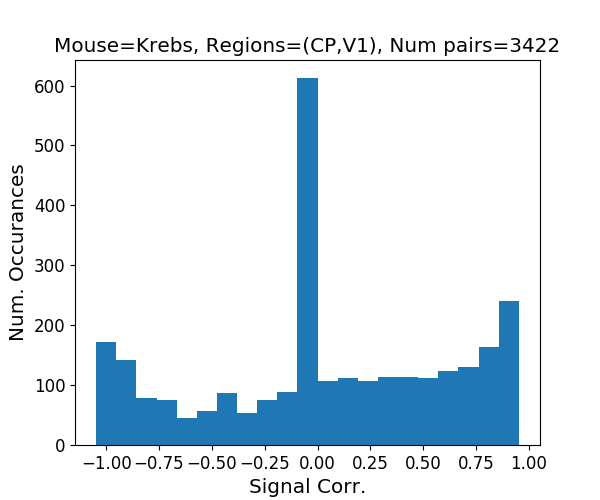 Mouse=Krebs, Regions=(CP,V1), Num pairs=3422
Num. Occurances
600
500
400
300
200
100
0
−1.00 −0.75 −0.50 −0.25 0.00 0.25 0.50 0.75 1.00
Signal Corr.